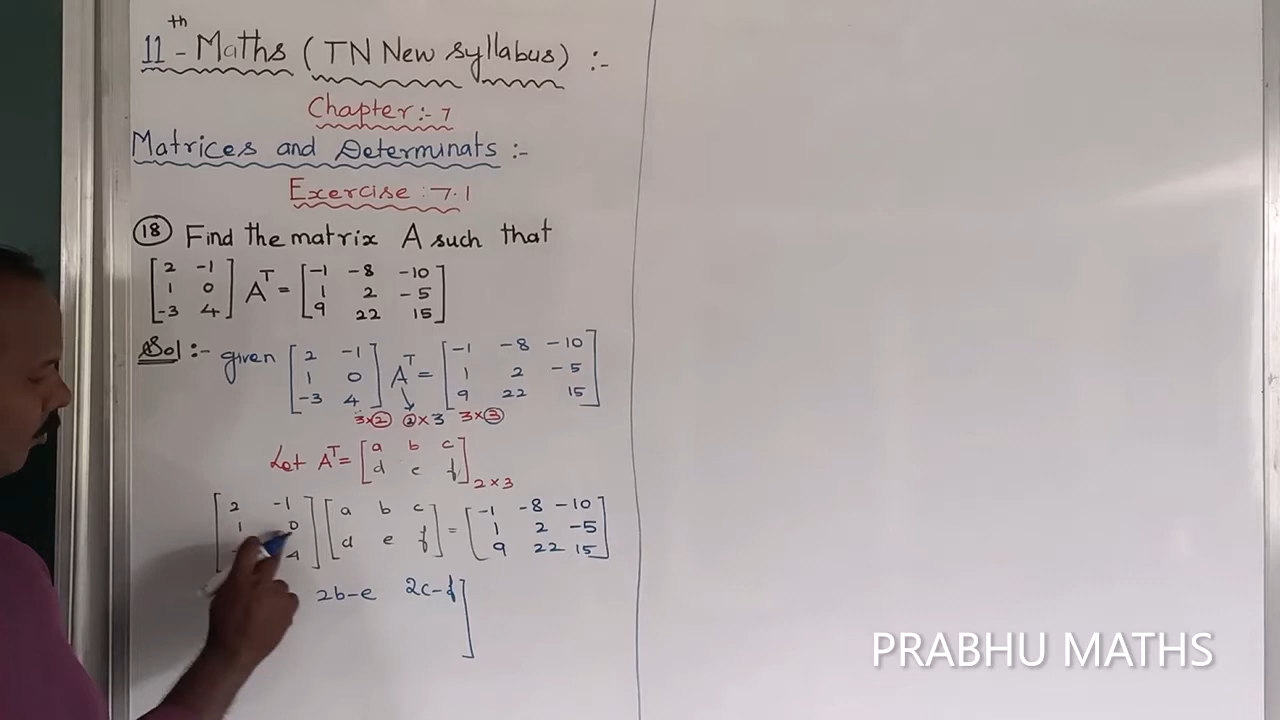 11th - Maths (TN New syllabus) :-
Chapter :- 7
Matrices and Determinats :-
Exercise : 7.1
18 Find the matrix A such that
[2 -1
1 0
-3 4] A^T = [-1 -8 -10
1 2 -5
9 22 15]
Sol :- given [2 -1
1 0
-3 4] A^T = [-1 -8 -10
1 2 -5
9 22 15]
3×2 2×3 3×3
Let A^T = [a b c
d e f] 2×3
[2 -1
1 0
4] [a b c
d e f] = [-1 -8 -10
1 2 -5
9 22 15]
2b-e 2c-f]
PRABHU MATHS